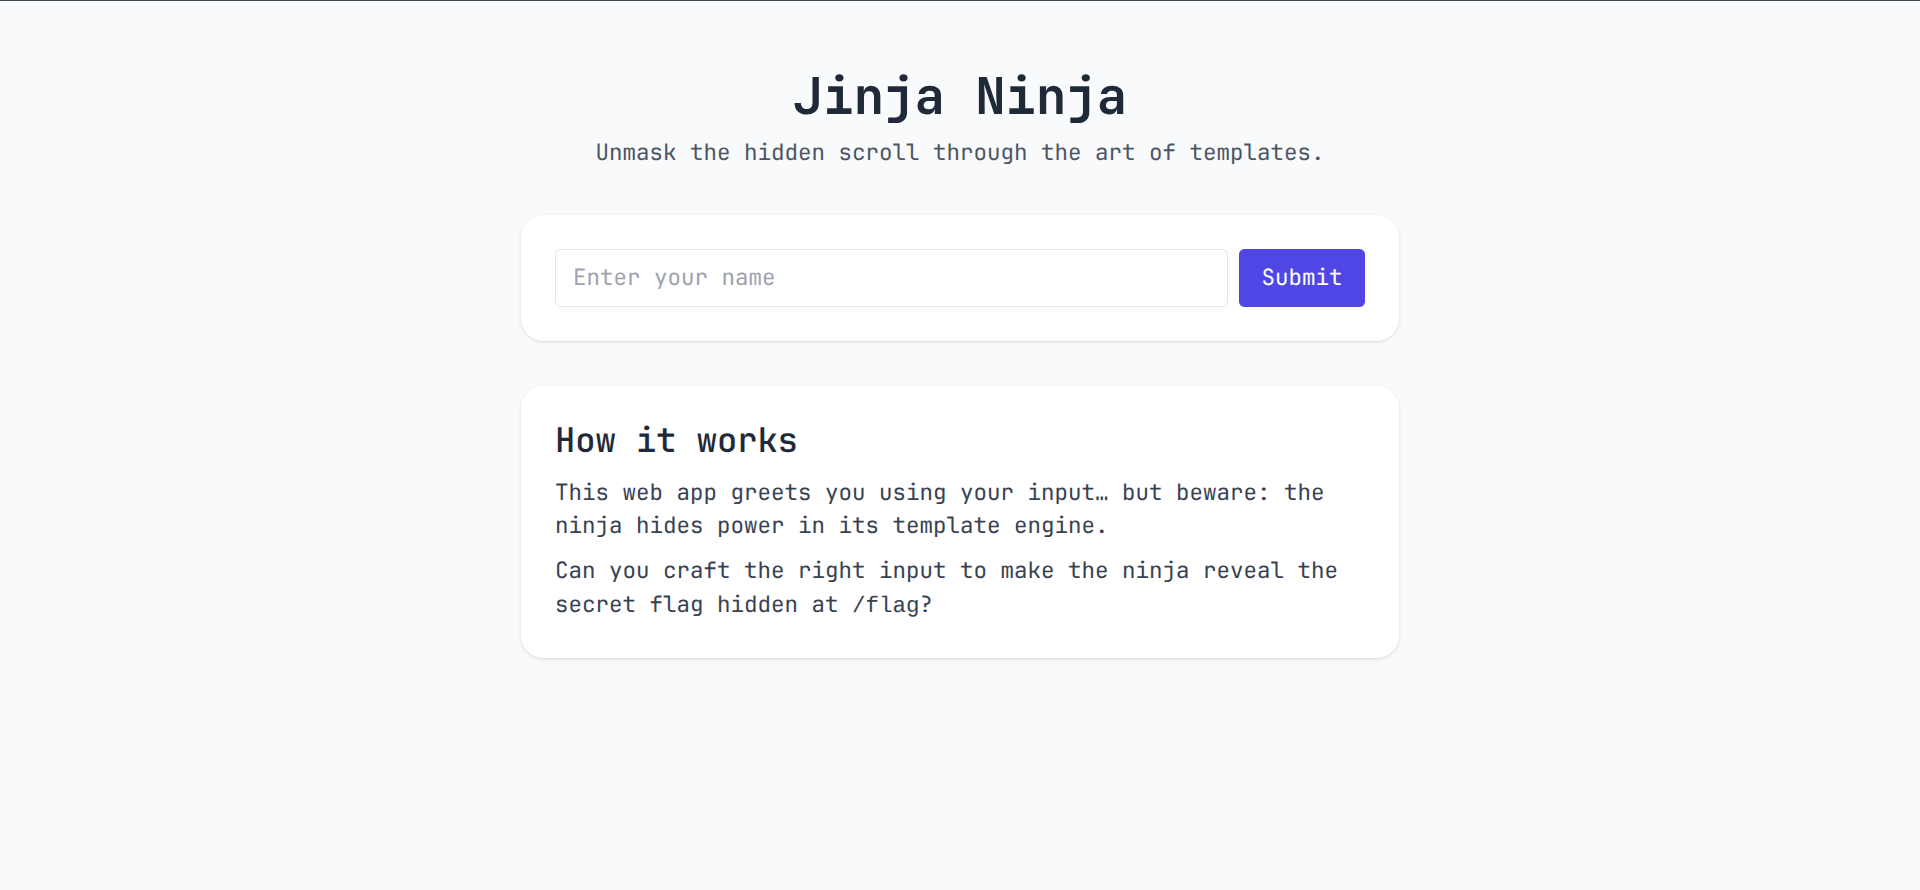 Jinja Ninja
Unmask the hidden scroll through the art of templates.
Enter your name
Submit
How it works
This web app greets you using your input… but beware: the
ninja hides power in its template engine.
Can you craft the right input to make the ninja reveal the
secret flag hidden at /flag?